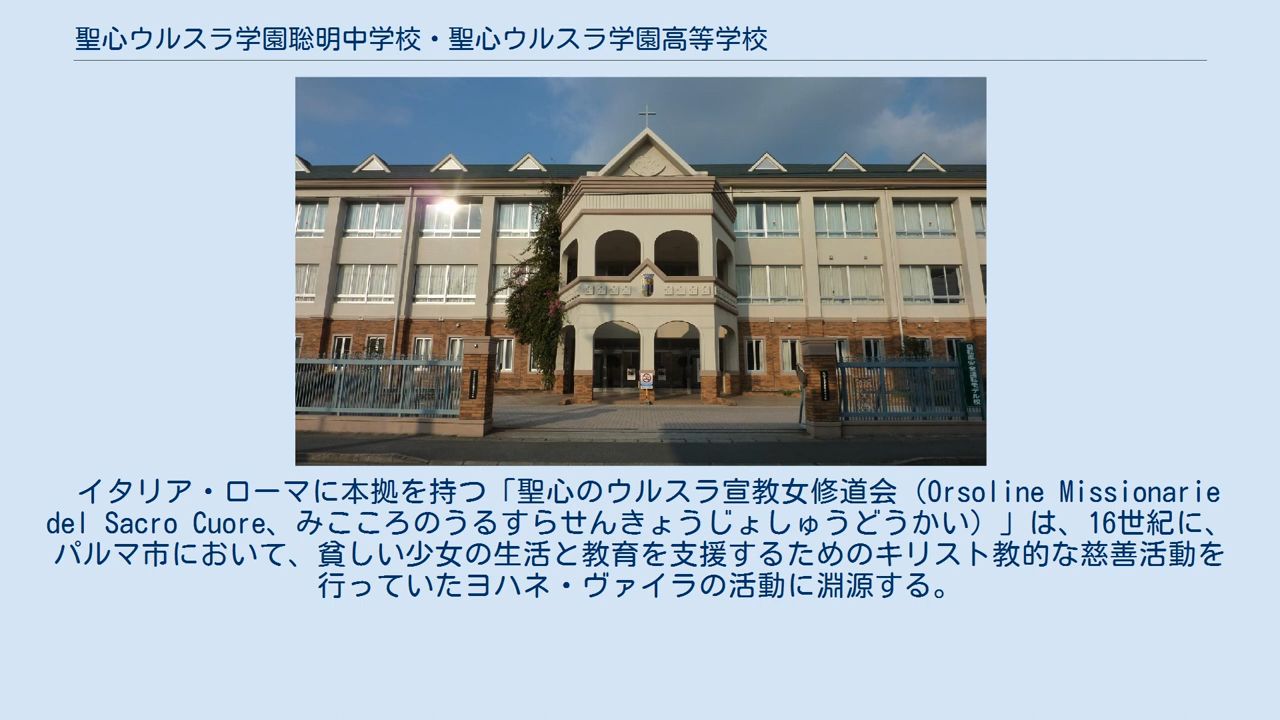 聖心ウルスラ学園聡明中学校・聖心ウルスラ学園高等学校
イタリア・ローマに本拠を持つ「聖心のウルスラ宣教女修道会（Orsoline Missionarie
del Sacro Cuore、みこころのうるすらせんきょうじょしゅうどうかい）」は、16世紀に、
パルマ市において、貧しい少女の生活と教育を支援するためのキリスト教的な慈善活動を
行っていたヨハネ・ヴァイラの活動に淵源する。